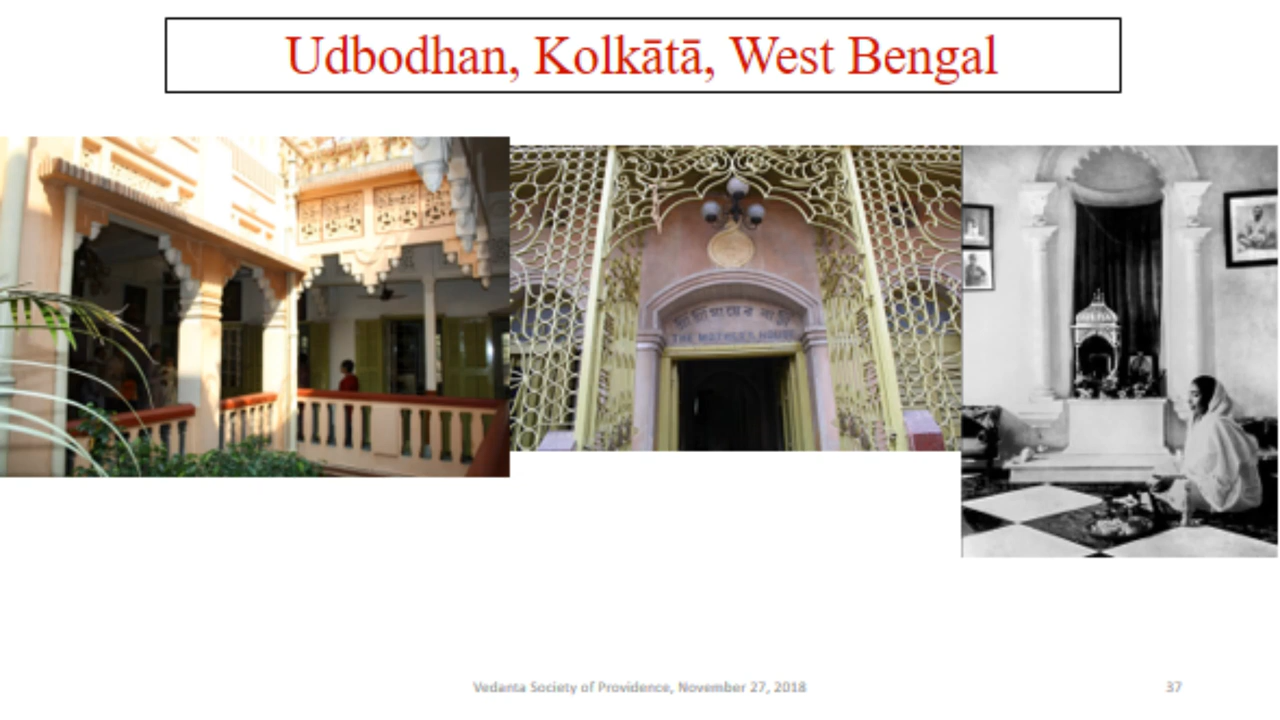 Udbodhan, Kolkātā, West Bengal
THE MOTHER'S HOUSE
Vedanta Society of Providence, November 27, 2018
37